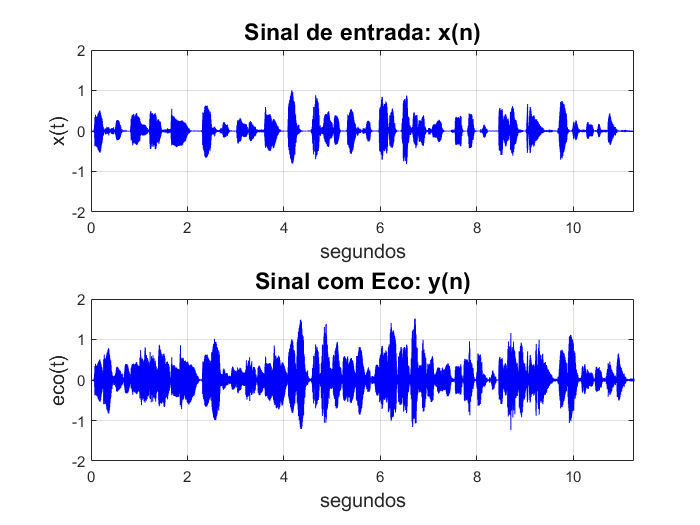 Sinal de entrada: x(n)
2
1
0
-1
-2
x(t)
0 2 4 6 8 10
segundos
Sinal com Eco: y(n)
2
1
0
-1
-2
eco(t)
0 2 4 6 8 10
segundos